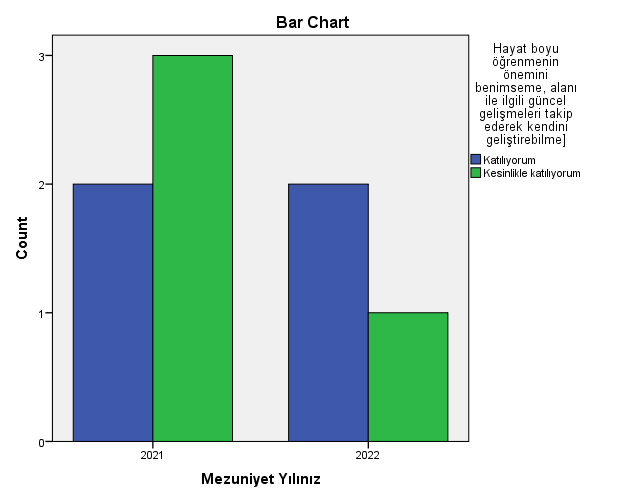 Bar Chart
Hayat boyu
öğrenmenin
önemini
benimseme, alanı
ile ilgili güncel
gelişmeleri takip
ederek kendini
geliştirebilme]
Katılıyorum
Kesinlikle katılıyorum
Count
3
2
1
0
2021
2022
Mezuniyet Yılınız